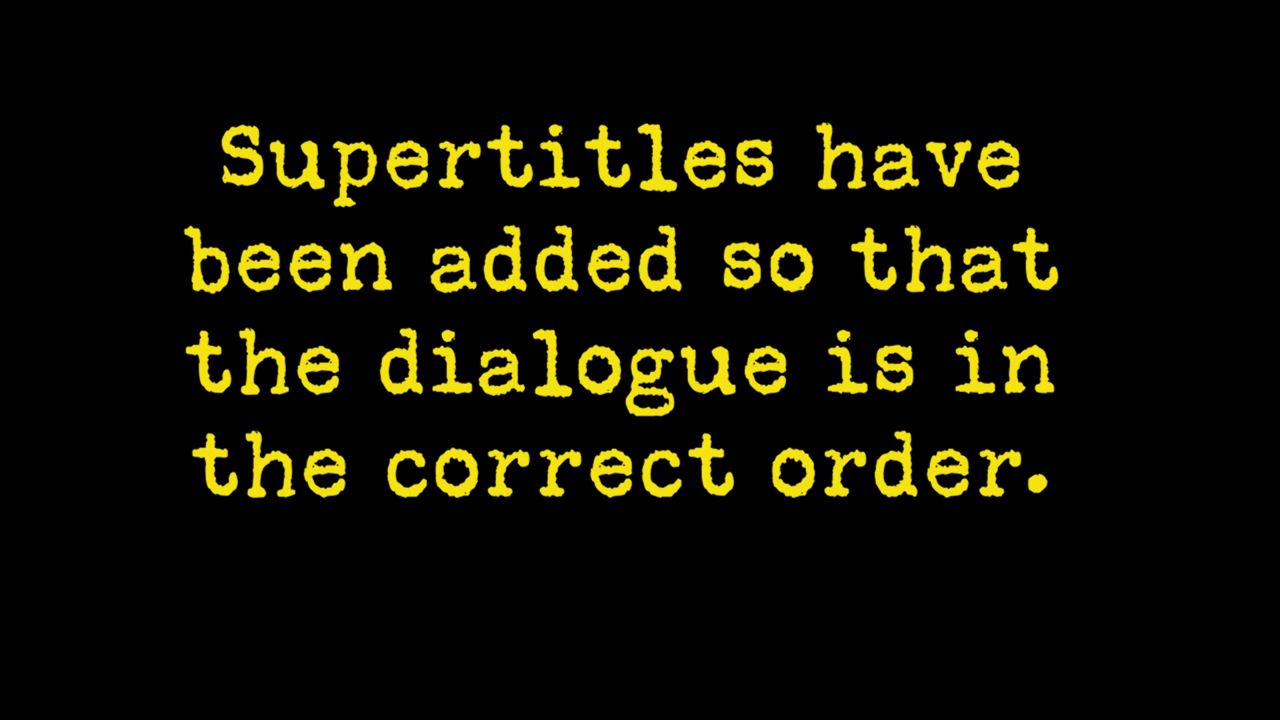 Supertitles have
been added so that
the dialogue is in
the correct order.